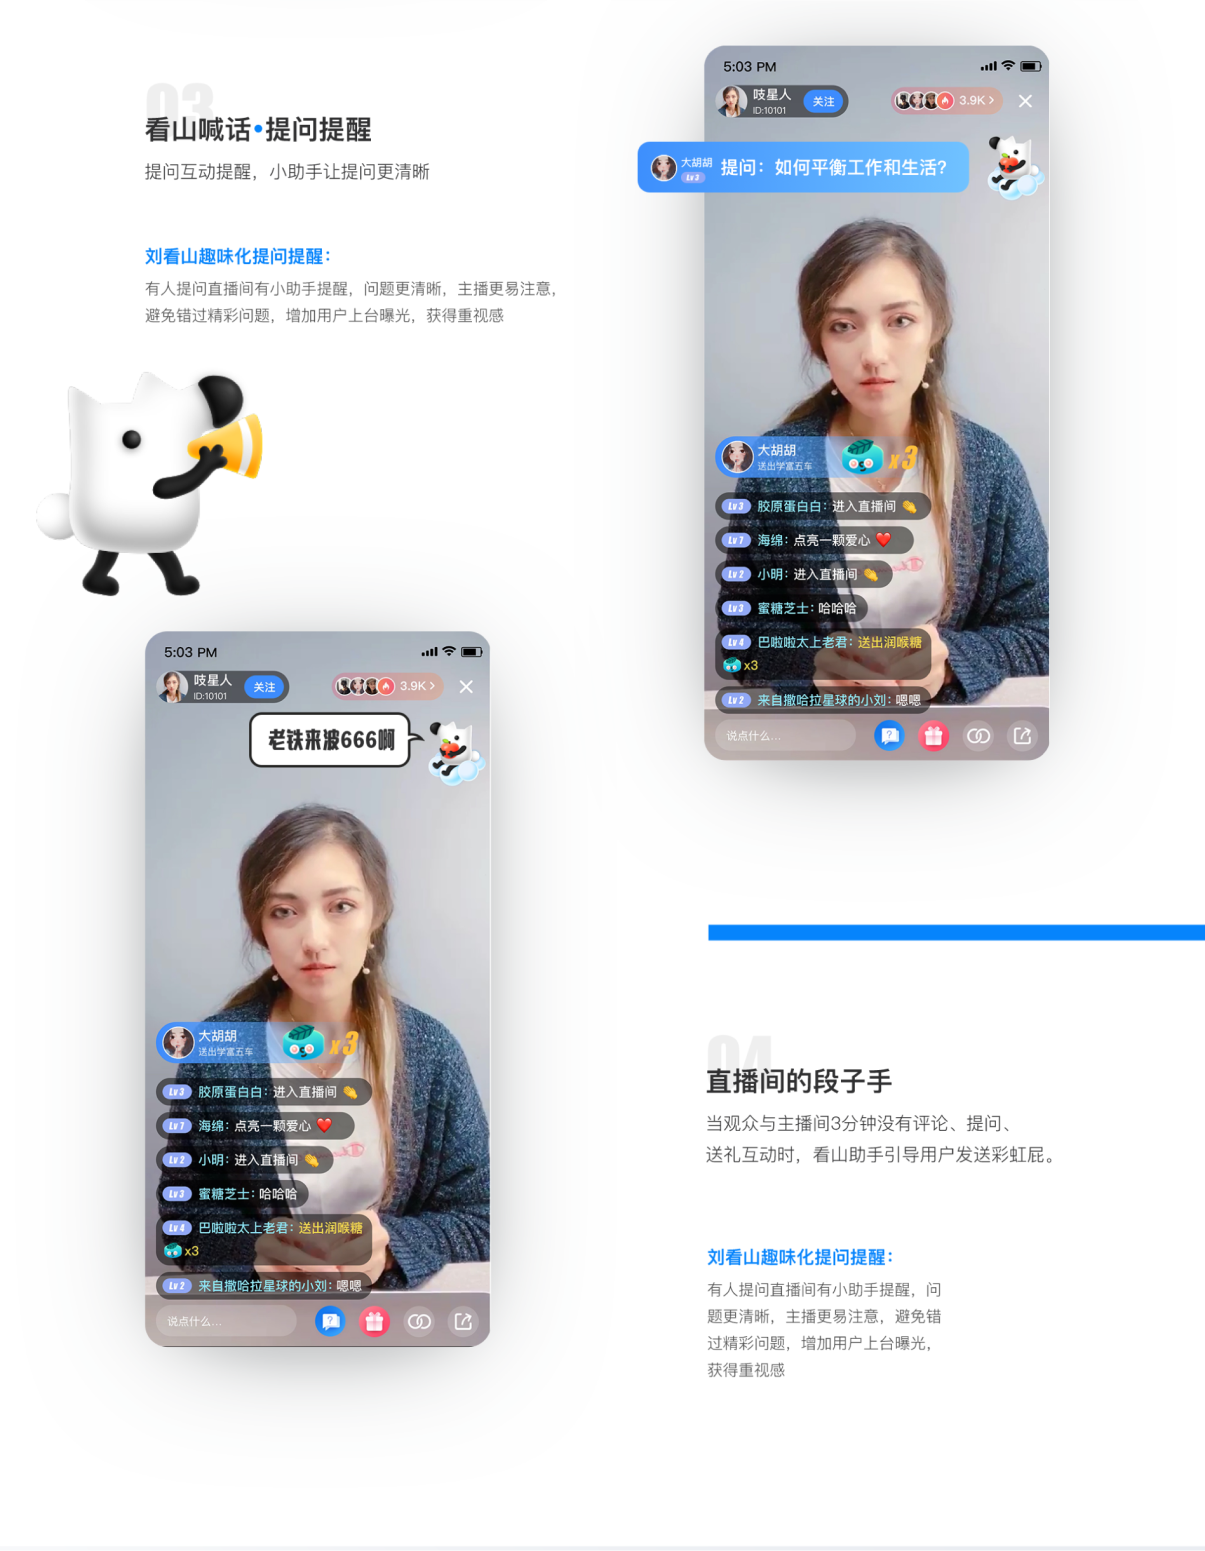 03
看山喊话•提问提醒
提问互动提醒，小助手让提问更清晰
刘看山趣味化提问提醒：
有人提问直播间有小助手提醒，问题更清晰，主播更易注意，
避免错过精彩问题，增加用户上台曝光，获得重视感
5:03 PM
吱星人
ID:10101
关注
3.9K
大胡胡
Lv3
提问：如何平衡工作和生活？
大胡胡
送出学富五车
x3
Lv3 胶原蛋白白：进入直播间 👏
Lv7 海绵：点亮一颗爱心 ❤️
Lv2 小明：进入直播间 👏
Lv3 蜜糖芝士：哈哈哈
Lv4 巴啦啦太上老君：送出润喉糖
x3
Lv2 来自撒哈拉星球的小刘：嗯嗯
说点什么...
5:03 PM
吱星人
ID:10101
关注
3.9K
老铁来波666啊
大胡胡
送出学富五车
x3
Lv3 胶原蛋白白：进入直播间 👏
Lv7 海绵：点亮一颗爱心 ❤️
Lv2 小明：进入直播间 👏
Lv3 蜜糖芝士：哈哈哈
Lv4 巴啦啦太上老君：送出润喉糖
x3
Lv2 来自撒哈拉星球的小刘：嗯嗯
说点什么...
04
直播间的段子手
当观众与主播间3分钟没有评论、提问、
送礼互动时，看山助手引导用户发送彩虹屁。
刘看山趣味化提问提醒：
有人提问直播间有小助手提醒，问
题更清晰，主播更易注意，避免错
过精彩问题，增加用户上台曝光，
获得重视感